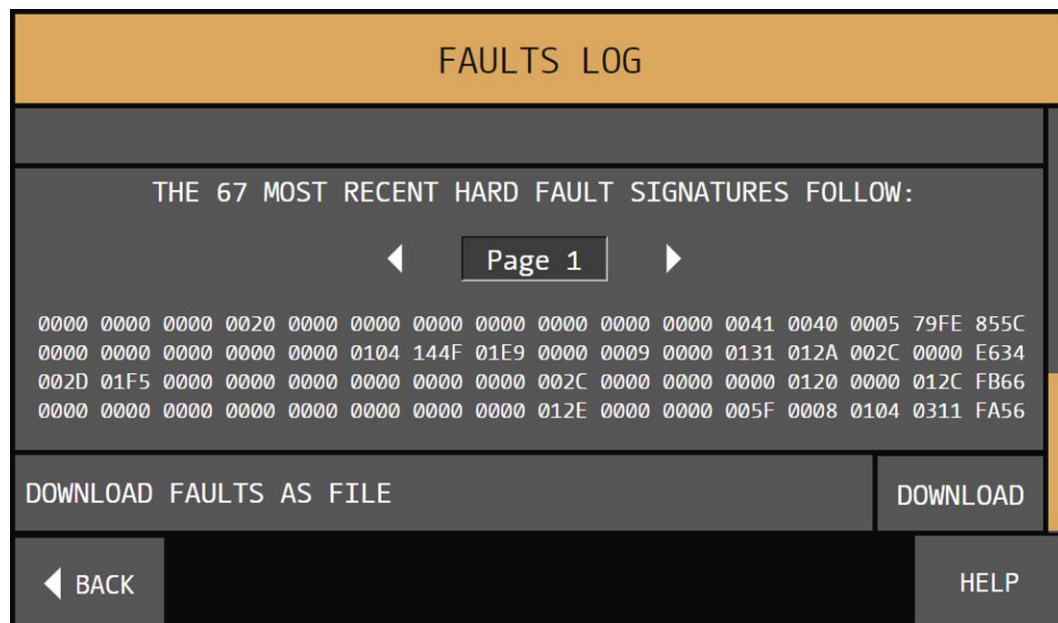 FAULTS LOG
THE 67 MOST RECENT HARD FAULT SIGNATURES FOLLOW:
Page 1
0000 0000 0000 0020 0000 0000 0000 0000 0000 0000 0000 0041 0040 0005 79FE 855C
0000 0000 0000 0000 0000 0104 144F 01E9 0000 0009 0000 0131 012A 002C 0000 E634
002D 01F5 0000 0000 0000 0000 0000 0000 002C 0000 0000 0000 0120 0000 012C FB66
0000 0000 0000 0000 0000 0000 0000 0000 012E 0000 0000 005F 0008 0104 0311 FA56
DOWNLOAD FAULTS AS FILE
DOWNLOAD
BACK
HELP